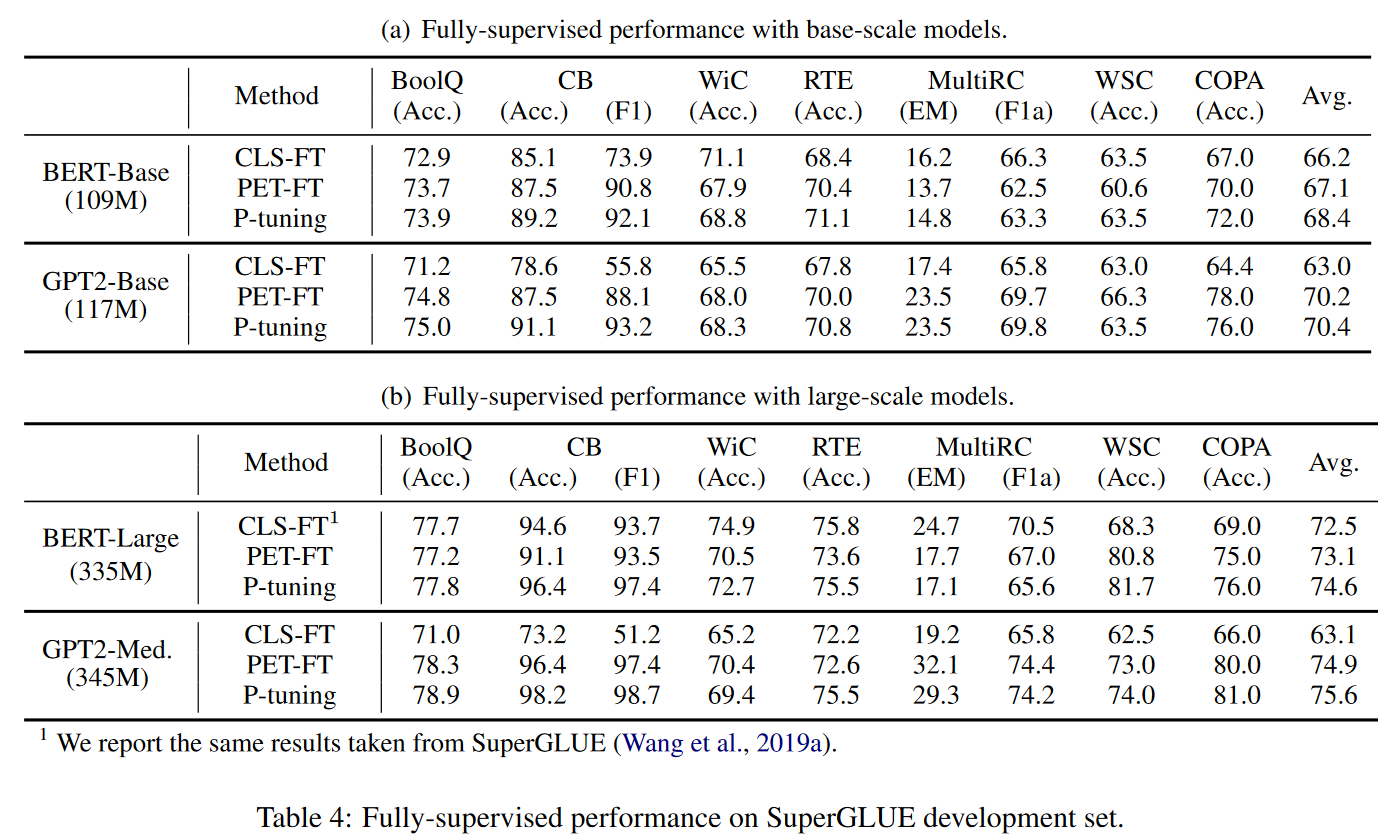 (a) Fully-supervised performance with base-scale models.
Method BoolQ (Acc.) CB (Acc.) (F1) WiC (Acc.) RTE (Acc.) MultiRC (EM) (F1a) WSC (Acc.) COPA (Acc.) Avg.
BERT-Base (109M)
CLS-FT 72.9 85.1 73.9 71.1 68.4 16.2 66.3 63.5 67.0 66.2
PET-FT 73.7 87.5 90.8 67.9 70.4 13.7 62.5 60.6 70.0 67.1
P-tuning 73.9 89.2 92.1 68.8 71.1 14.8 63.3 63.5 72.0 68.4
GPT2-Base (117M)
CLS-FT 71.2 78.6 55.8 65.5 67.8 17.4 65.8 63.0 64.4 63.0
PET-FT 74.8 87.5 88.1 68.0 70.0 23.5 69.7 66.3 78.0 70.2
P-tuning 75.0 91.1 93.2 68.3 70.8 23.5 69.8 63.5 76.0 70.4
(b) Fully-supervised performance with large-scale models.
Method BoolQ (Acc.) CB (Acc.) (F1) WiC (Acc.) RTE (Acc.) MultiRC (EM) (F1a) WSC (Acc.) COPA (Acc.) Avg.
BERT-Large (335M)
CLS-FT¹ 77.7 94.6 93.7 74.9 75.8 24.7 70.5 68.3 69.0 72.5
PET-FT 77.2 91.1 93.5 70.5 73.6 17.7 67.0 80.8 75.0 73.1
P-tuning 77.8 96.4 97.4 72.7 75.5 17.1 65.6 81.7 76.0 74.6
GPT2-Med. (345M)
CLS-FT 71.0 73.2 51.2 65.2 72.2 19.2 65.8 62.5 66.0 63.1
PET-FT 78.3 96.4 97.4 70.4 72.6 32.1 74.4 73.0 80.0 74.9
P-tuning 78.9 98.2 98.7 69.4 75.5 29.3 74.2 74.0 81.0 75.6
¹ We report the same results taken from SuperGLUE (Wang et al., 2019a).
Table 4: Fully-supervised performance on SuperGLUE development set.